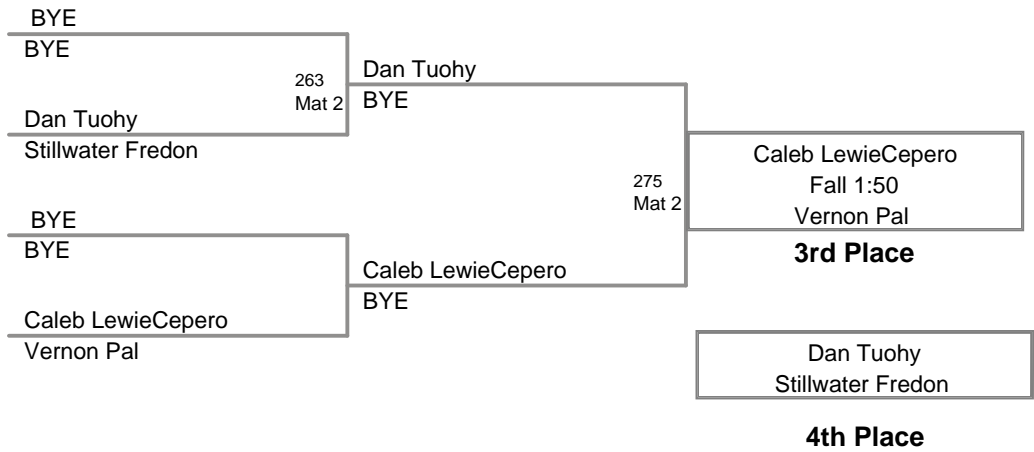 BYE
BYE
263
Mat 2
Dan Tuohy
BYE
Dan Tuohy
Stillwater Fredon
275
Mat 2
Caleb LewieCepero
Fall 1:50
Vernon Pal
3rd Place
BYE
BYE
Caleb LewieCepero
BYE
Caleb LewieCepero
Vernon Pal
Dan Tuohy
Stillwater Fredon
4th Place